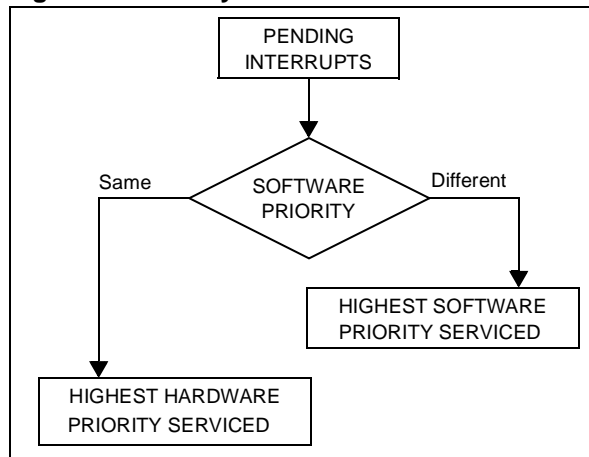 PENDING
INTERRUPTS
Same
SOFTWARE
PRIORITY
Different
HIGHEST SOFTWARE
PRIORITY SERVICED
HIGHEST HARDWARE
PRIORITY SERVICED